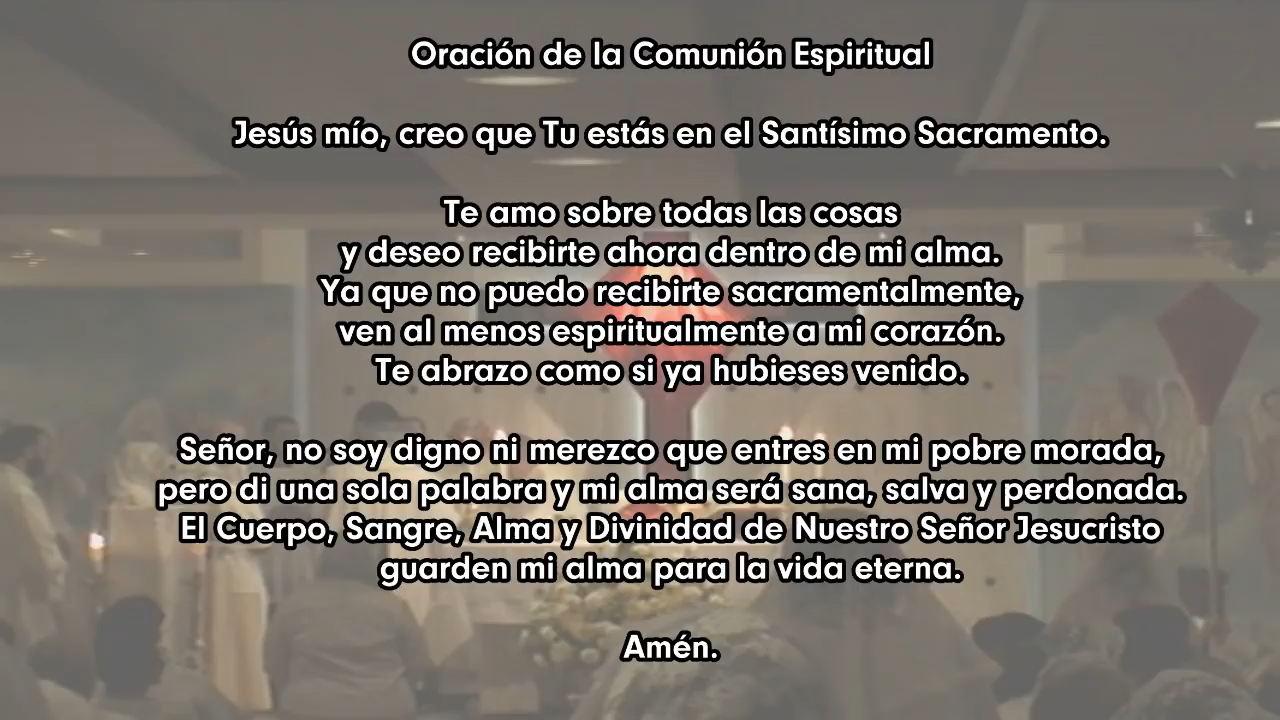 Oración de la Comunión Espiritual
Jesús mío, creo que Tu estás en el Santísimo Sacramento.
Te amo sobre todas las cosas
y deseo recibirte ahora dentro de mi alma.
Ya que no puedo recibirte sacramentalmente,
ven al menos espiritualmente a mi corazón.
Te abrazo como si ya hubieses venido.
Señor, no soy digno ni merezco que entres en mi pobre morada,
pero di una sola palabra y mi alma será sana, salva y perdonada.
El Cuerpo, Sangre, Alma y Divinidad de Nuestro Señor Jesucristo
guarden mi alma para la vida eterna.
Amén.